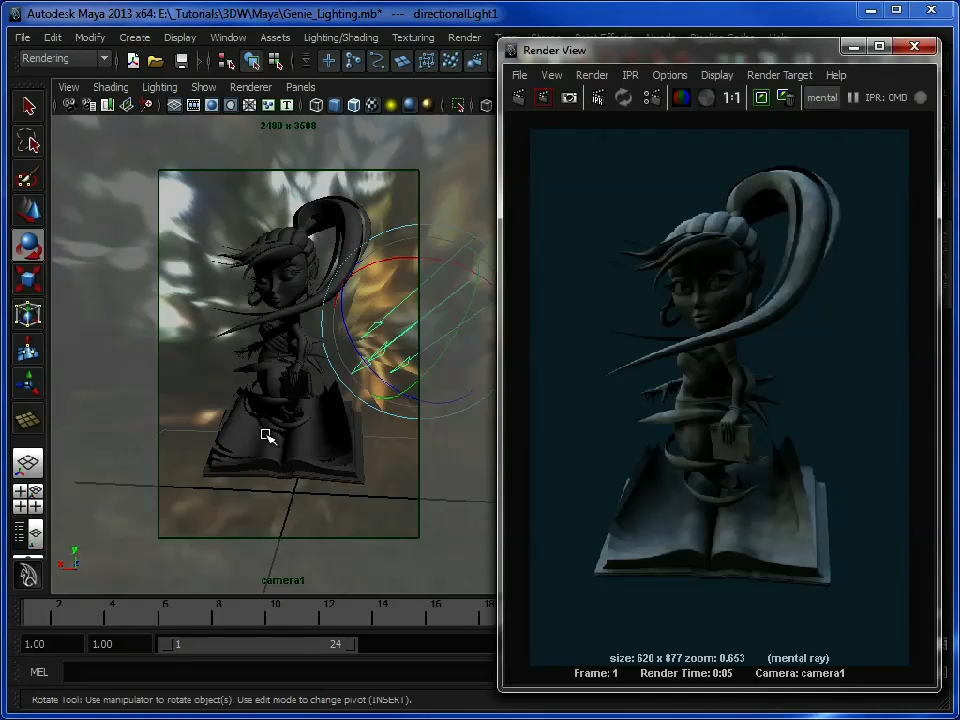 Autodesk Maya 2013 x64: E:\_Tutorials\3DW\Maya\Genie_Lighting.mb* --- directionalLight1
File Edit Modify Create Display Window Assets Lighting/Shading Texturing Render
Rendering
View Shading Lighting Show Renderer Panels
2480 x 3508
camera1
y
x
2 4 6 8 10 12 14 16 18
1.00 1.00 1 24
MEL
Rotate Tool: Use manipulator to rotate object(s). Use edit mode to change pivot (INSERT).
Render View
File View Render IPR Options Display Render Target Help
IPR 1:1 mental IPR: 0MB
size: 620 x 877 zoom: 0.653 (mental ray)
Frame: 1 Render Time: 0:05 Camera: camera1